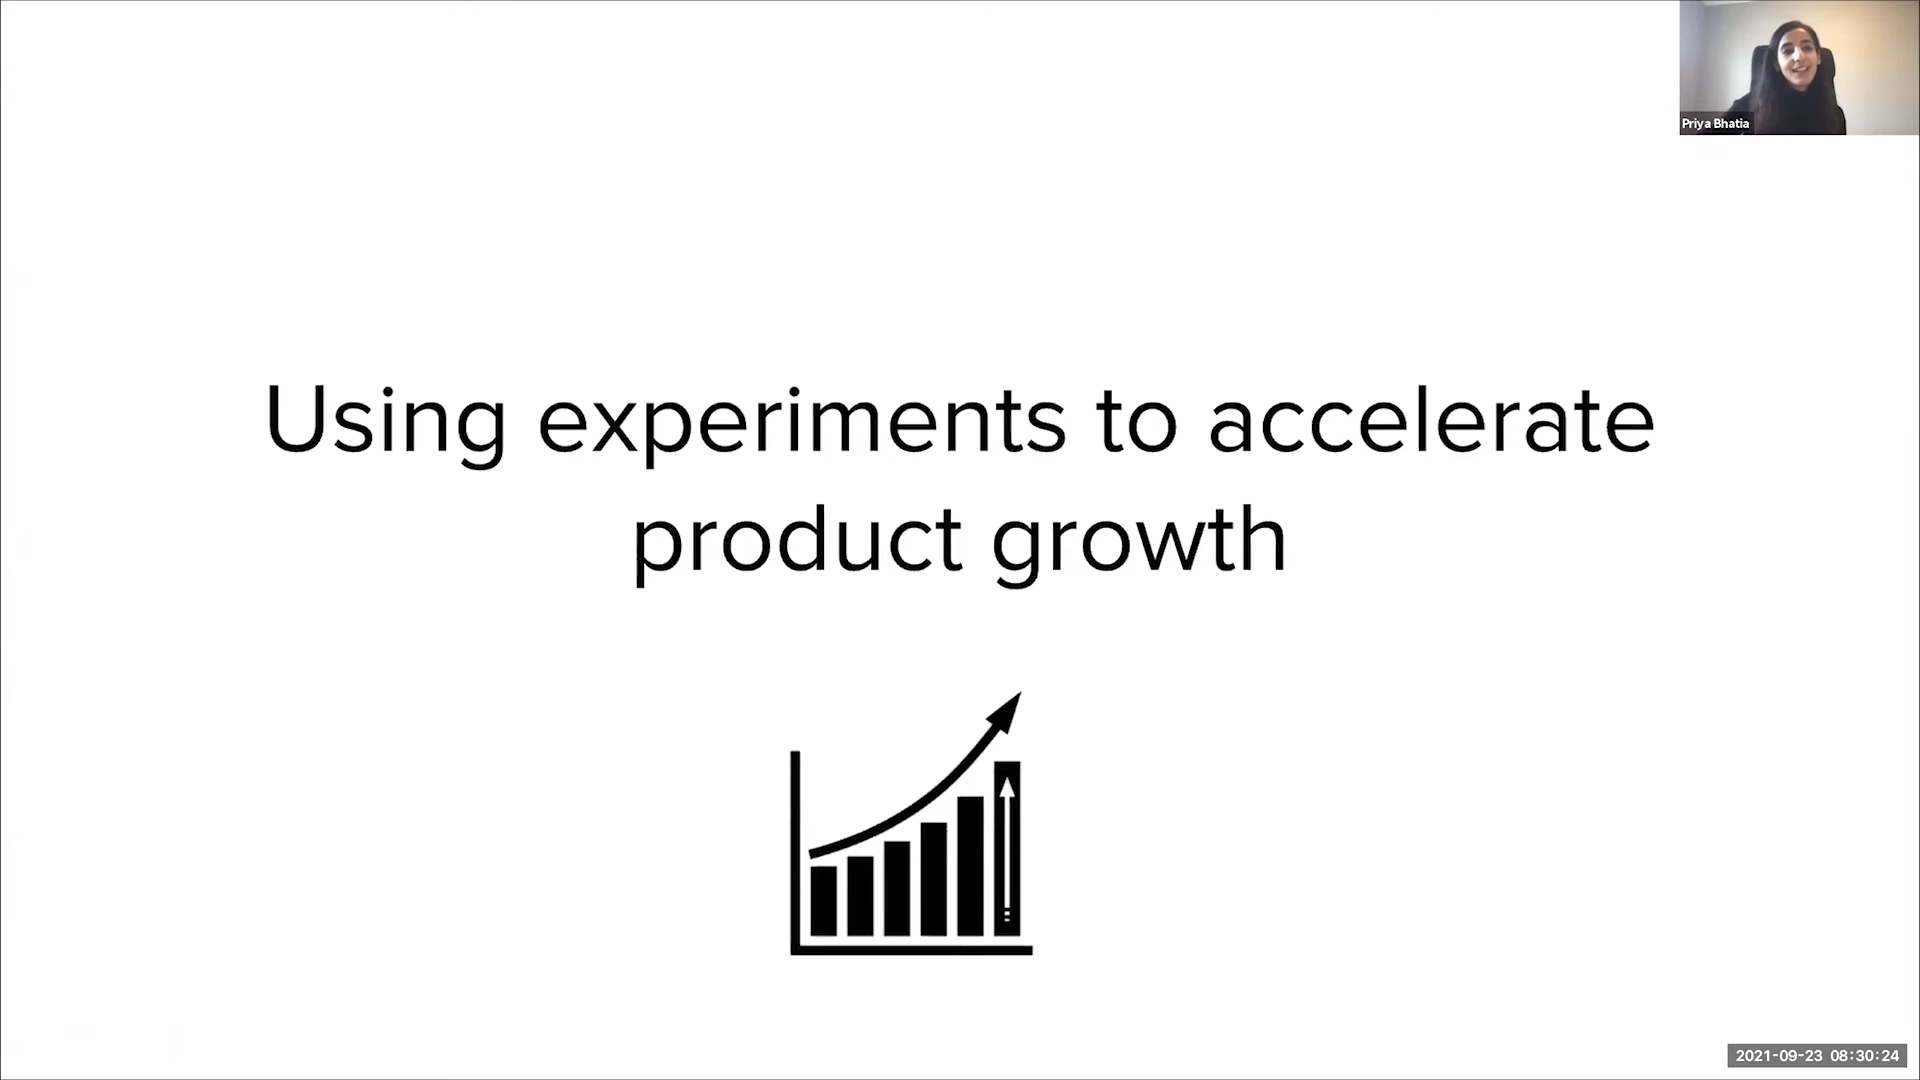 Priya Bhatia
Using experiments to accelerate
product growth
2021-09-23 08:30:24